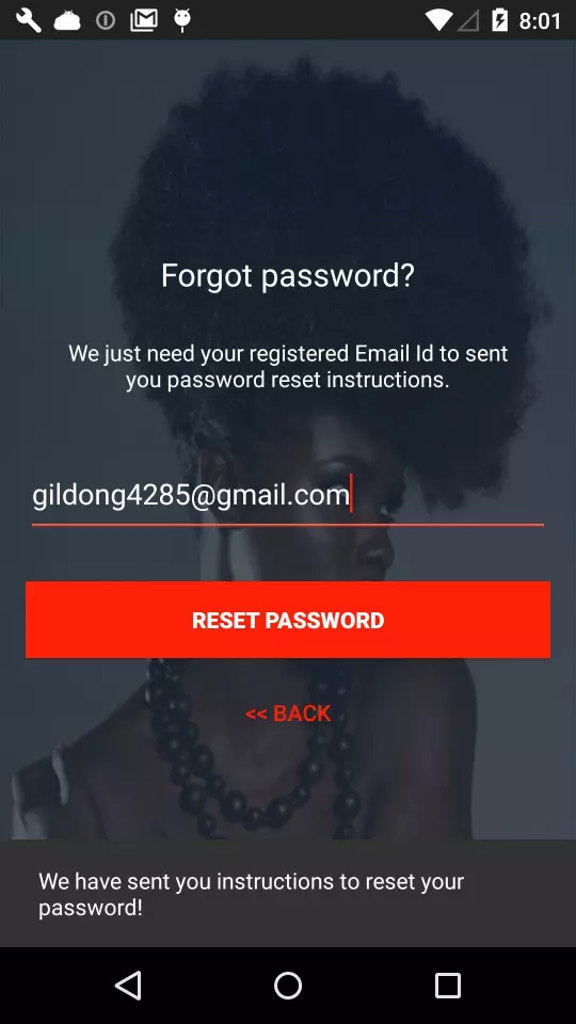 8:01
Forgot password?
We just need your registered Email Id to sent
you password reset instructions.
gildong4285@gmail.com
RESET PASSWORD
<< BACK
We have sent you instructions to reset your
password!